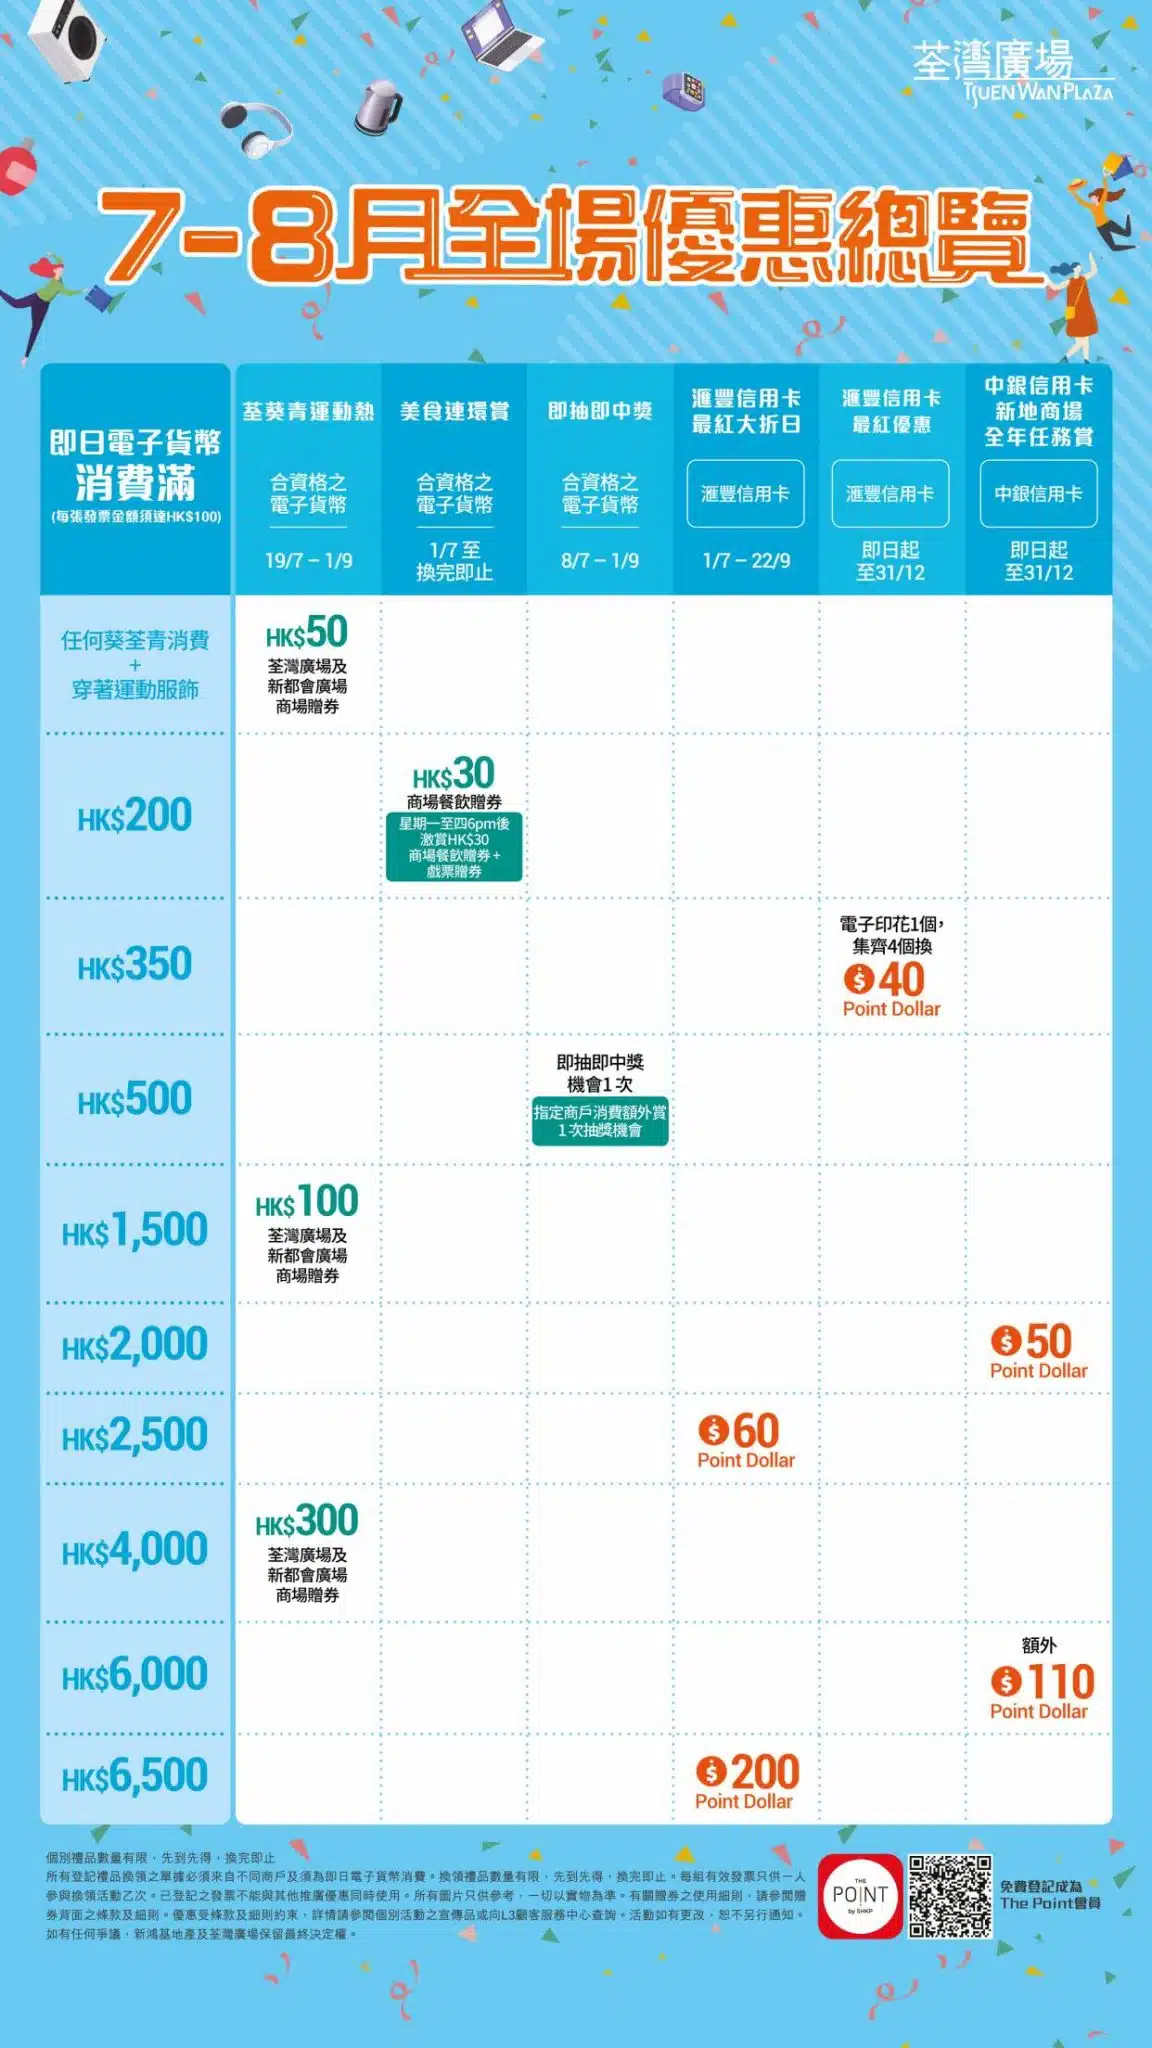 荃灣廣場
TSUEN WAN PLAZA
7-8月全場優惠總覽
即日電子貨幣
消費滿
(每張發票金額須達HK$100)
荃葵青運動熱
合資格之
電子貨幣
19/7 – 1/9
美食連環賞
合資格之
電子貨幣
1/7 至
換完即止
即抽即中獎
合資格之
電子貨幣
8/7 – 1/9
滙豐信用卡
最紅大折日
滙豐信用卡
1/7 – 22/9
滙豐信用卡
最紅優惠
滙豐信用卡
即日起
至31/12
中銀信用卡
新地商場
全年任務賞
中銀信用卡
即日起
至31/12
任何葵荃青消費
+
穿著運動服飾
HK$50
荃灣廣場及
新都會廣場
商場贈券
HK$200
HK$30
商場餐飲贈券
星期一至四6pm後
激賞HK$30
商場餐飲贈券 +
戲票贈券
HK$350
電子印花1個，
集齊4個換
$40
Point Dollar
HK$500
即抽即中獎
機會1次
指定商戶消費額外賞
1次抽獎機會
HK$1,500
HK$100
荃灣廣場及
新都會廣場
商場贈券
HK$2,000
$50
Point Dollar
HK$2,500
$60
Point Dollar
HK$4,000
HK$300
荃灣廣場及
新都會廣場
商場贈券
HK$6,000
額外
$110
Point Dollar
HK$6,500
$200
Point Dollar
個別禮品數量有限，先到先得，換完即止
所有登記禮品換領之單據必須來自不同商戶及須為即日電子貨幣消費。換領禮品數量有限，先到先得，換完即止。每組有效發票只供一人
參與換領活動乙次。已登記之發票不能與其他推廣優惠同時使用。所有圖片只供參考，一切以實物為準。有關贈券之使用細則，請參閱贈
券背面之條款及細則。優惠受條款及細則約束，詳情請參閱個別活動之宣傳品或向L3顧客服務中心查詢。活動如有更改，恕不另行通知。
如有任何爭議，新鴻基地產及荃灣廣場保留最終決定權。
THE
POINT
by SHKP
免費登記成為
The Point會員